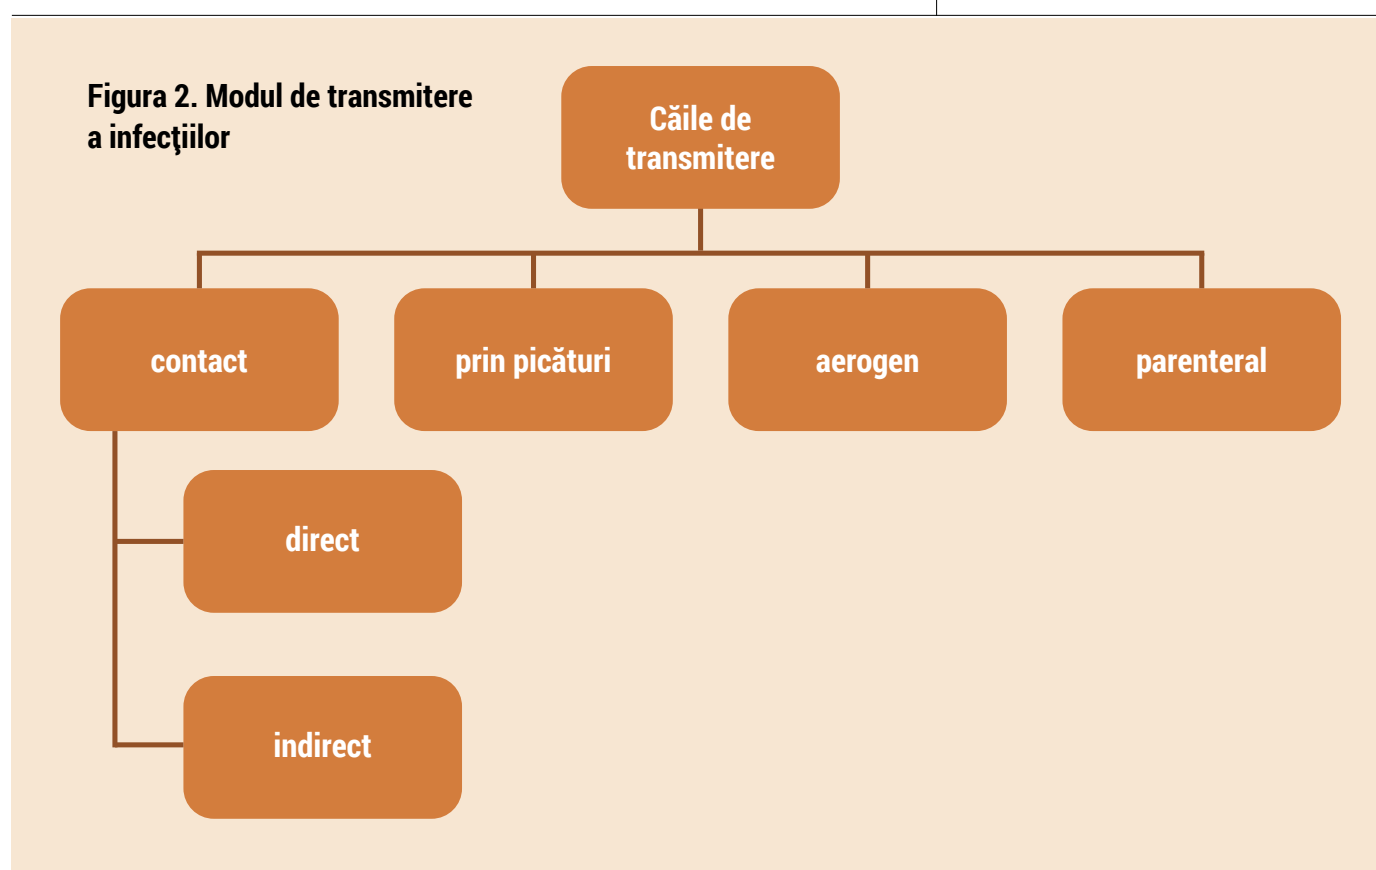 Figura 2. Modul de transmitere
a infecţiilor
Căile de
transmitere
contact
prin picături
aerogen
parenteral
direct
indirect